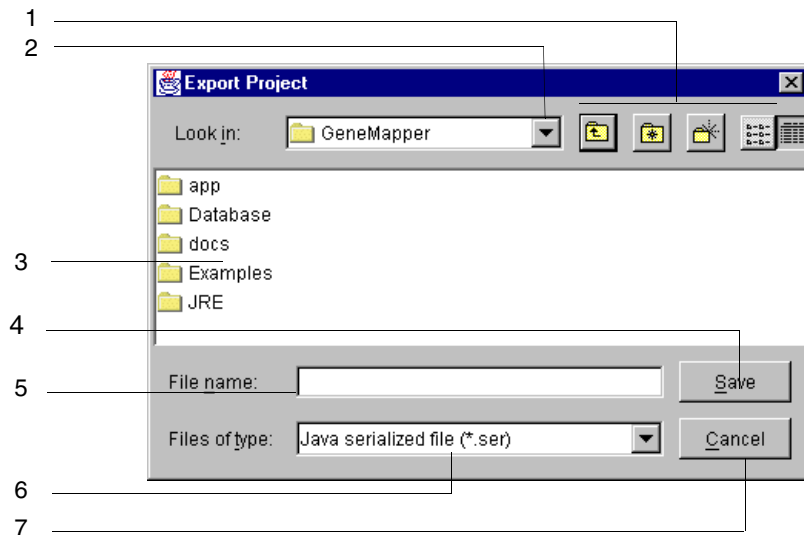 1
2
Export Project
Look in: GeneMapper
app
Database
docs
3
Examples
JRE
4
File name: Save
5
Files of type: Java serialized file (*.ser) Cancel
6
7